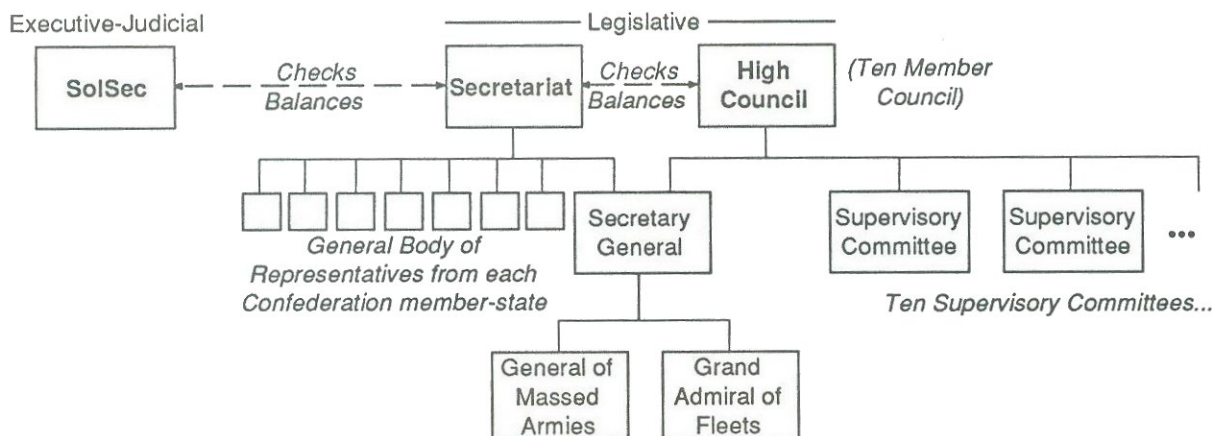 Executive-Judicial
Legislative
SolSec
Checks
Balances
Secretariat
Checks
Balances
High
Council
(Ten Member
Council)
General Body of
Representatives from each
Confederation member-state
Secretary
General
Supervisory
Committee
Supervisory
Committee
...
Ten Supervisory Committees...
General of
Massed
Armies
Grand
Admiral of
Fleets